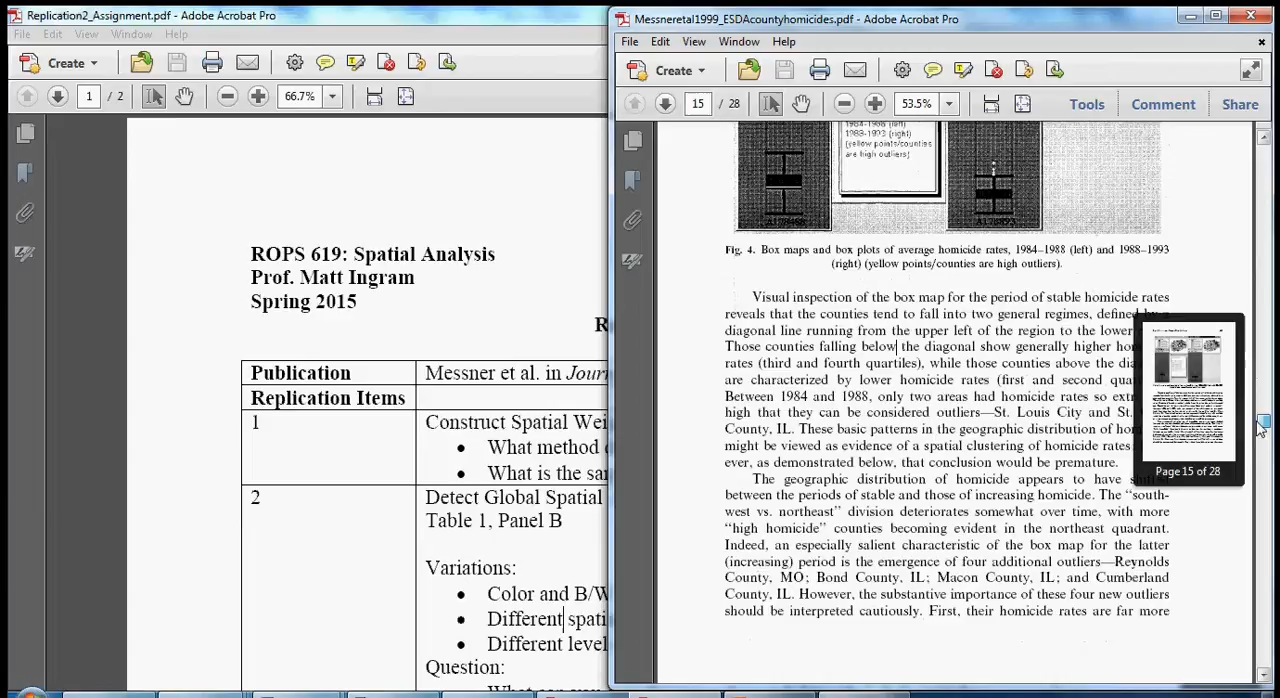 Replication2_Assignment.pdf - Adobe Acrobat Pro
File Edit View Window Help
Create
1 / 2
66.7%
ROPS 619: Spatial Analysis
Prof. Matt Ingram
Spring 2015
R
Publication
Messner et al. in Jour
Replication Items
1
Construct Spatial Wei
• What method
• What is the sa
2
Detect Global Spatial
Table 1, Panel B
Variations:
• Color and B/W
• Different spati
• Different level
Question:
Messneretal1999_ESDAcountyhomicides.pdf - Adobe Acrobat Pro
File Edit View Window Help
Create
15 / 28
53.5%
Tools Comment Share
1984-1988 (left)
1988-1993 (right)
(yellow points/counties
are high outliers)
Fig. 4. Box maps and box plots of average homicide rates, 1984–1988 (left) and 1988–1993
(right) (yellow points/counties are high outliers).
Visual inspection of the box map for the period of stable homicide rates
reveals that the counties tend to fall into two general regimes, defined by a
diagonal line running from the upper left of the region to the lower
Those counties falling below the diagonal show generally higher hom
rates (third and fourth quartiles), while those counties above the dia
are characterized by lower homicide rates (first and second quar
Between 1984 and 1988, only two areas had homicide rates so extr
high that they can be considered outliers—St. Louis City and St.
County, IL. These basic patterns in the geographic distribution of hom
might be viewed as evidence of a spatial clustering of homicide rates
ever, as demonstrated below, that conclusion would be premature.
The geographic distribution of homicide appears to have shifted
between the periods of stable and those of increasing homicide. The “south-
west vs. northeast” division deteriorates somewhat over time, with more
“high homicide” counties becoming evident in the northeast quadrant.
Indeed, an especially salient characteristic of the box map for the latter
(increasing) period is the emergence of four additional outliers—Reynolds
County, MO; Bond County, IL; Macon County, IL; and Cumberland
County, IL. However, the substantive importance of these four new outliers
should be interpreted cautiously. First, their homicide rates are far more
Page 15 of 28